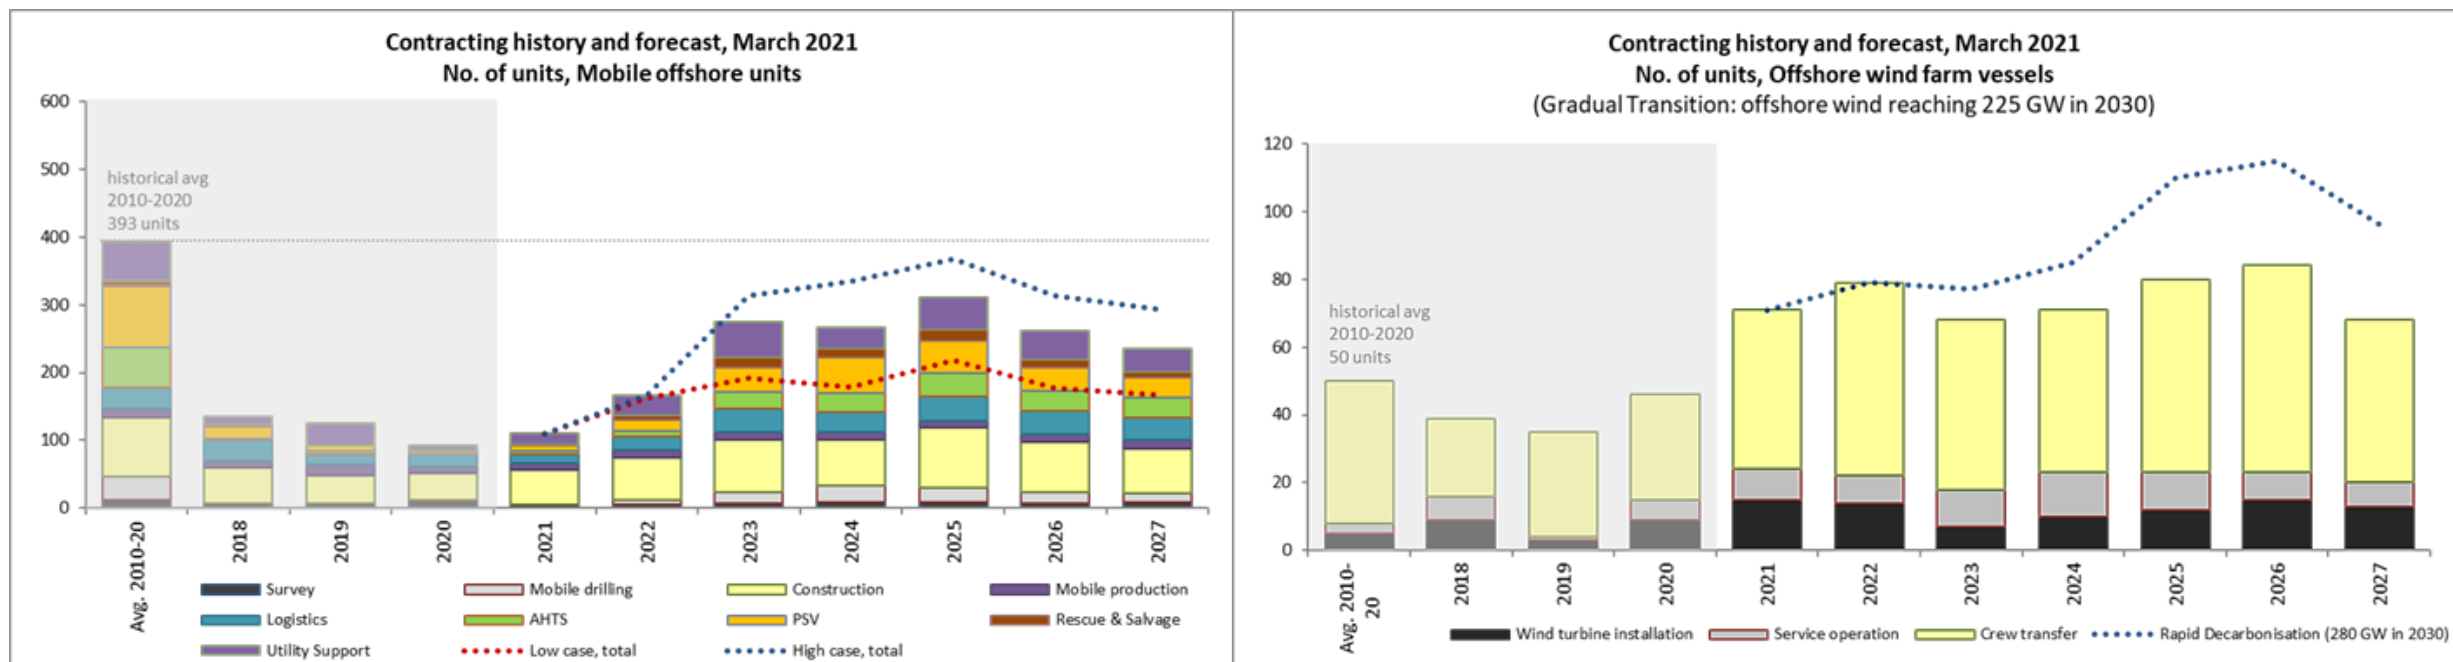 Contracting history and forecast, March 2021
No. of units, Mobile offshore units
600
500
400
300
200
100
0
historical avg
2010-2020
393 units
Avg. 2010-20
2018
2019
2020
2021
2022
2023
2024
2025
2026
2027
Survey
Mobile drilling
Construction
Mobile production
Logistics
AHTS
PSV
Rescue & Salvage
Utility Support
Low case, total
High case, total
Contracting history and forecast, March 2021
No. of units, Offshore wind farm vessels
(Gradual Transition: offshore wind reaching 225 GW in 2030)
120
100
80
60
40
20
0
historical avg
2010-2020
50 units
Avg. 2010-
20
2018
2019
2020
2021
2022
2023
2024
2025
2026
2027
Wind turbine installation
Service operation
Crew transfer
Rapid Decarbonisation (280 GW in 2030)